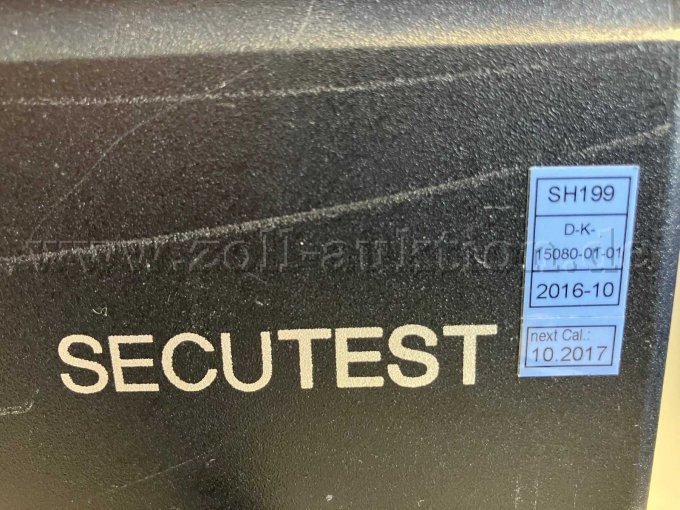 www.zoll-auktion.de
SH199
D-K-
15080-01-01
2016-10
next Cal.:
10.2017
SECUTEST